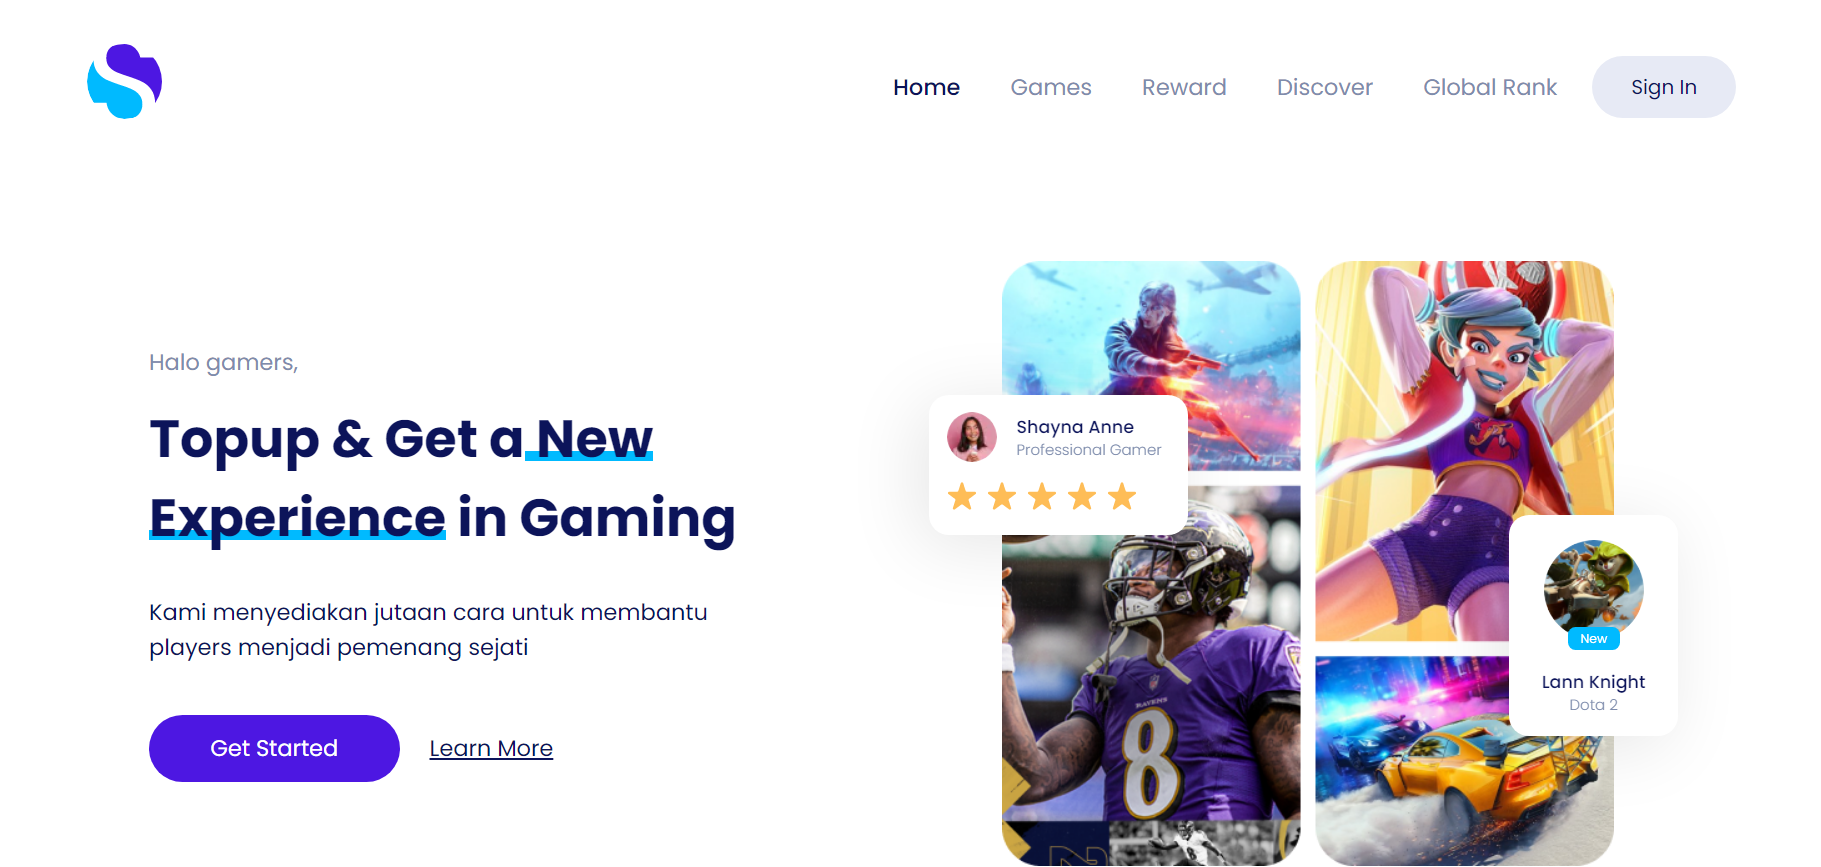 Home Games Reward Discover Global Rank Sign In
Halo gamers,
Topup & Get a New
Experience in Gaming
Kami menyediakan jutaan cara untuk membantu
players menjadi pemenang sejati
Get Started Learn More
Shayna Anne
Professional Gamer
RAVENS
8
New
Lann Knight
Dota 2